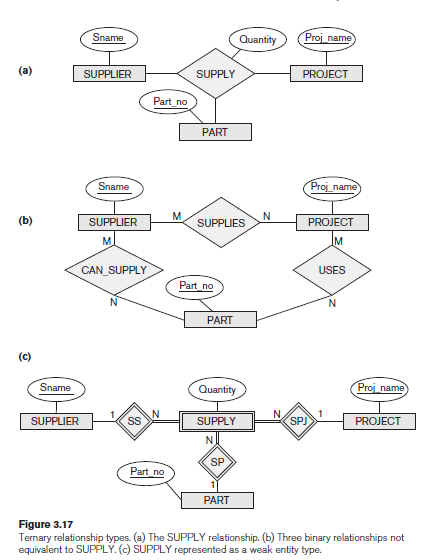 Sname
Quantity
Proj_name
(a)
SUPPLIER
SUPPLY
PROJECT
Part_no
PART
Sname
Proj_name
(b)
SUPPLIER
M
SUPPLIES
N
PROJECT
M
M
CAN_SUPPLY
USES
Part_no
N
N
PART
(c)
Sname
Quantity
Proj_name
SUPPLIER
1
SS
N
SUPPLY
N
SPJ
1
PROJECT
N
SP
Part_no
1
PART
Figure 3.17
Ternary relationship types. (a) The SUPPLY relationship. (b) Three binary relationships not
equivalent to SUPPLY. (c) SUPPLY represented as a weak entity type.